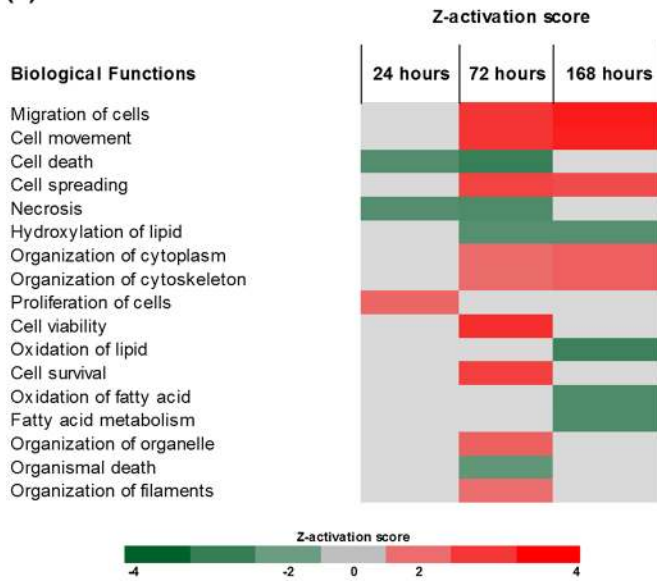 Z-activation score
Biological Functions 24 hours 72 hours 168 hours
Migration of cells
Cell movement
Cell death
Cell spreading
Necrosis
Hydroxylation of lipid
Organization of cytoplasm
Organization of cytoskeleton
Proliferation of cells
Cell viability
Oxidation of lipid
Cell survival
Oxidation of fatty acid
Fatty acid metabolism
Organization of organelle
Organismal death
Organization of filaments
Z-activation score
-4 -2 0 2 4